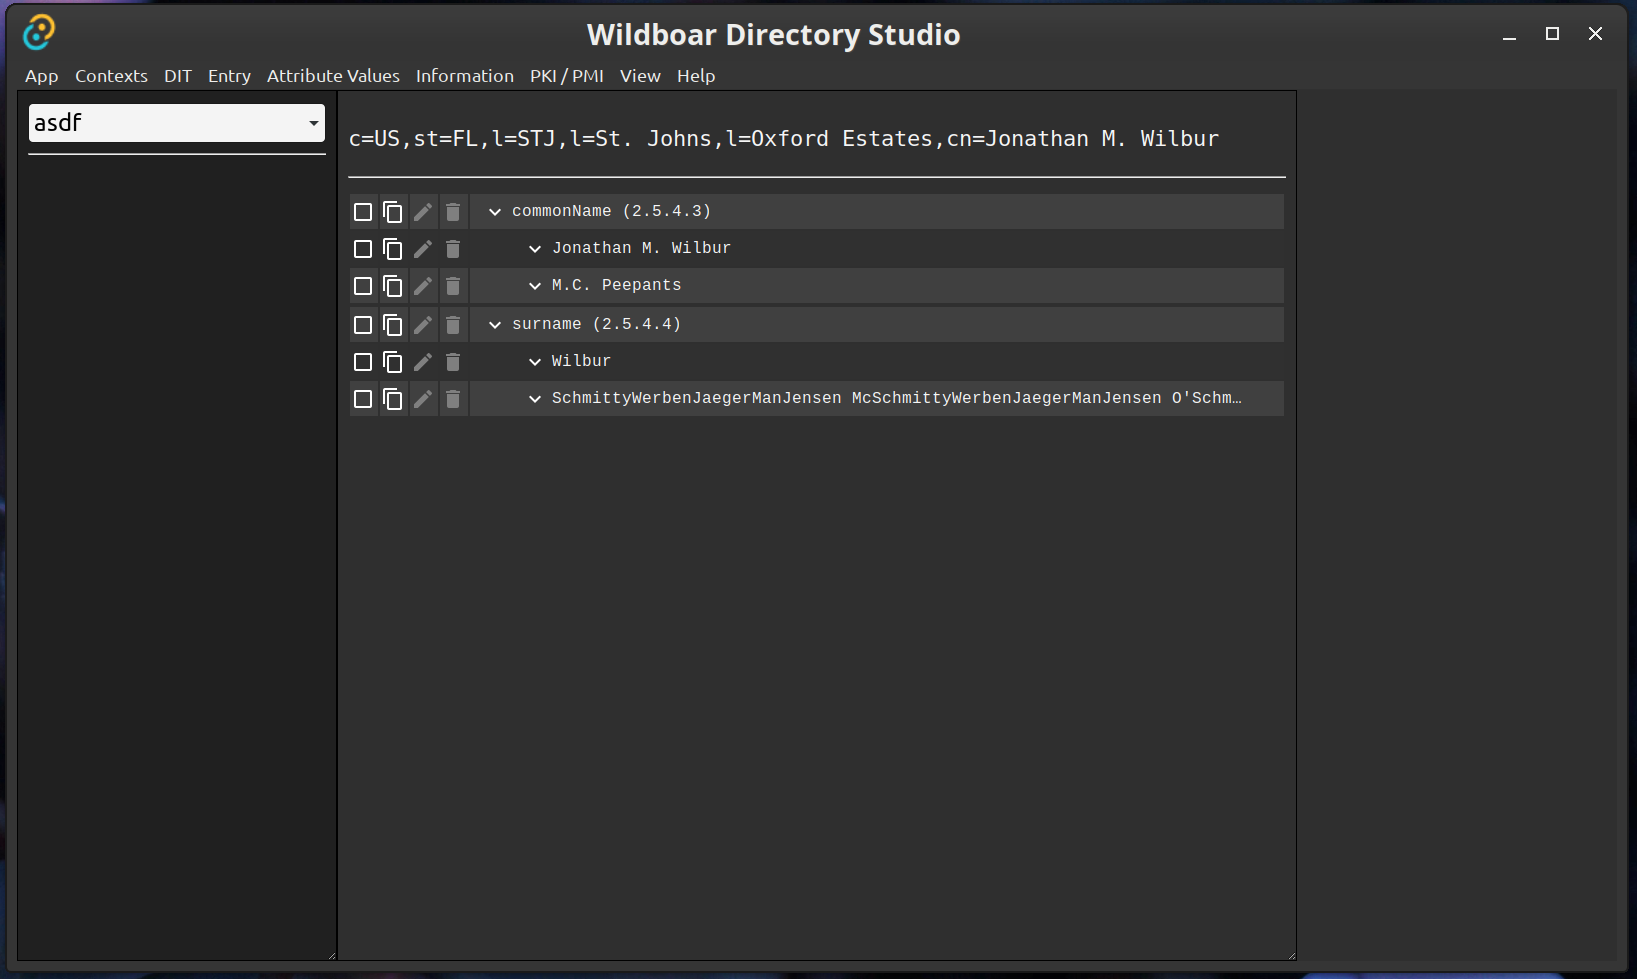 Wildboar Directory Studio
App Contexts DIT Entry Attribute Values Information PKI / PMI View Help
asdf
c=US,st=FL,l=STJ,l=St. Johns,l=Oxford Estates,cn=Jonathan M. Wilbur
commonName (2.5.4.3)
Jonathan M. Wilbur
M.C. Peepants
surname (2.5.4.4)
Wilbur
SchmittyWerbenJaegerManJensen McSchmittyWerbenJaegerManJensen O'Schm…